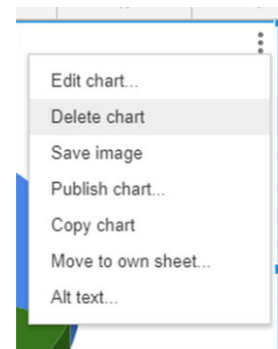 Edit chart...
Delete chart
Save image
Publish chart...
Copy chart
Move to own sheet...
Alt text...